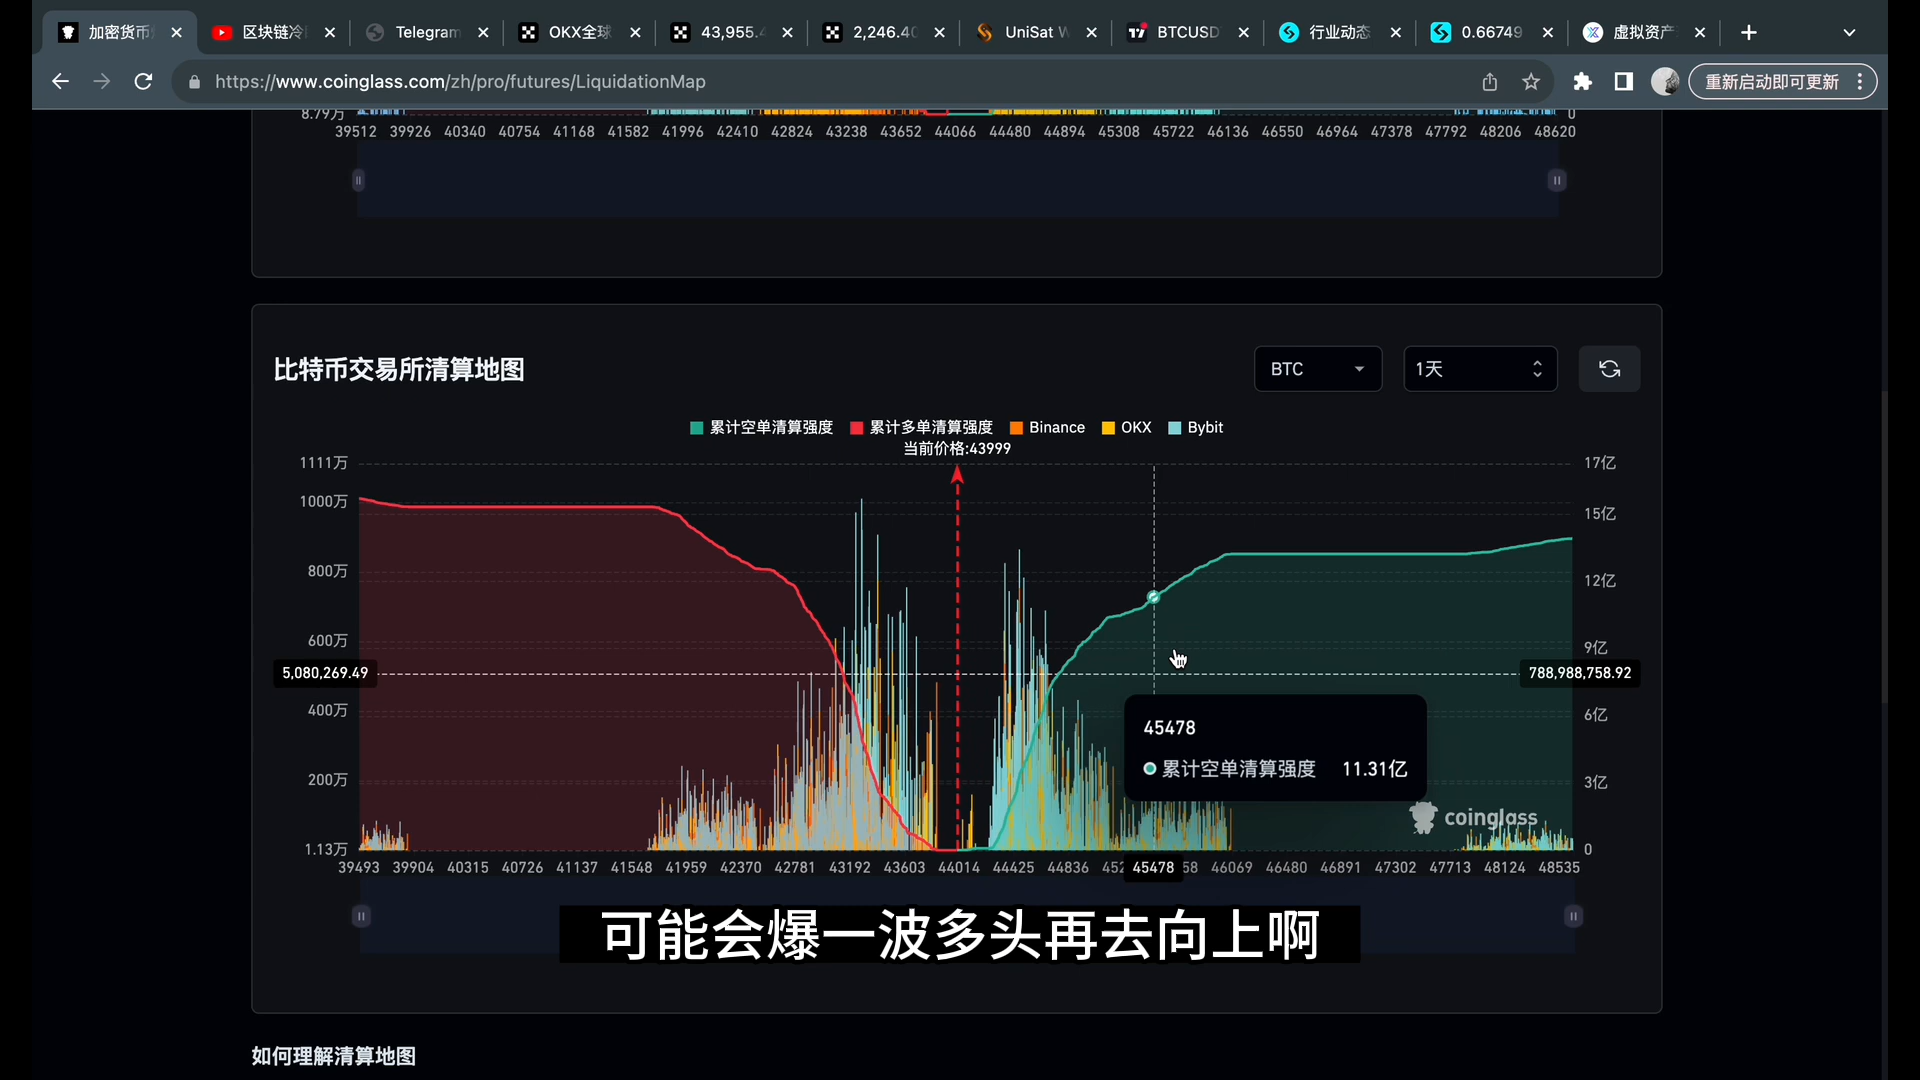 加密货币
区块链冷
Telegram
OKX全球
43,955.4
2,246.40
UniSat W
BTCUSD
行业动态
0.66749
虚拟资产
https://www.coinglass.com/zh/pro/futures/LiquidationMap
重新启动即可更新
8.79万
0
39512 39926 40340 40754 41168 41582 41996 42410 42824 43238 43652 44066 44480 44894 45308 45722 46136 46550 46964 47378 47792 48206 48620
比特币交易所清算地图
BTC
1天
累计空单清算强度 累计多单清算强度 Binance OKX Bybit
当前价格:43999
1111万
17亿
1000万
15亿
800万
12亿
600万
9亿
5,080,269.49
788,988,758.92
400万
6亿
45478
累计空单清算强度 11.31亿
200万
3亿
coinglass
1.13万
0
39493 39904 40315 40726 41137 41548 41959 42370 42781 43192 43603 44014 44425 44836 45478 46069 46480 46891 47302 47713 48124 48535
可能会爆一波多头再去向上啊
如何理解清算地图